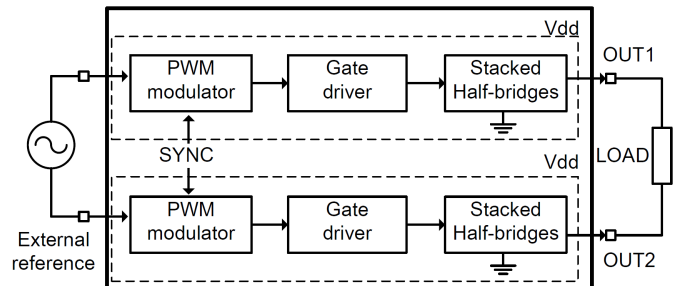 Vdd
OUT1
PWM
modulator
Gate
driver
Stacked
Half-bridges
SYNC
LOAD
Vdd
PWM
modulator
Gate
driver
Stacked
Half-bridges
External
reference
OUT2